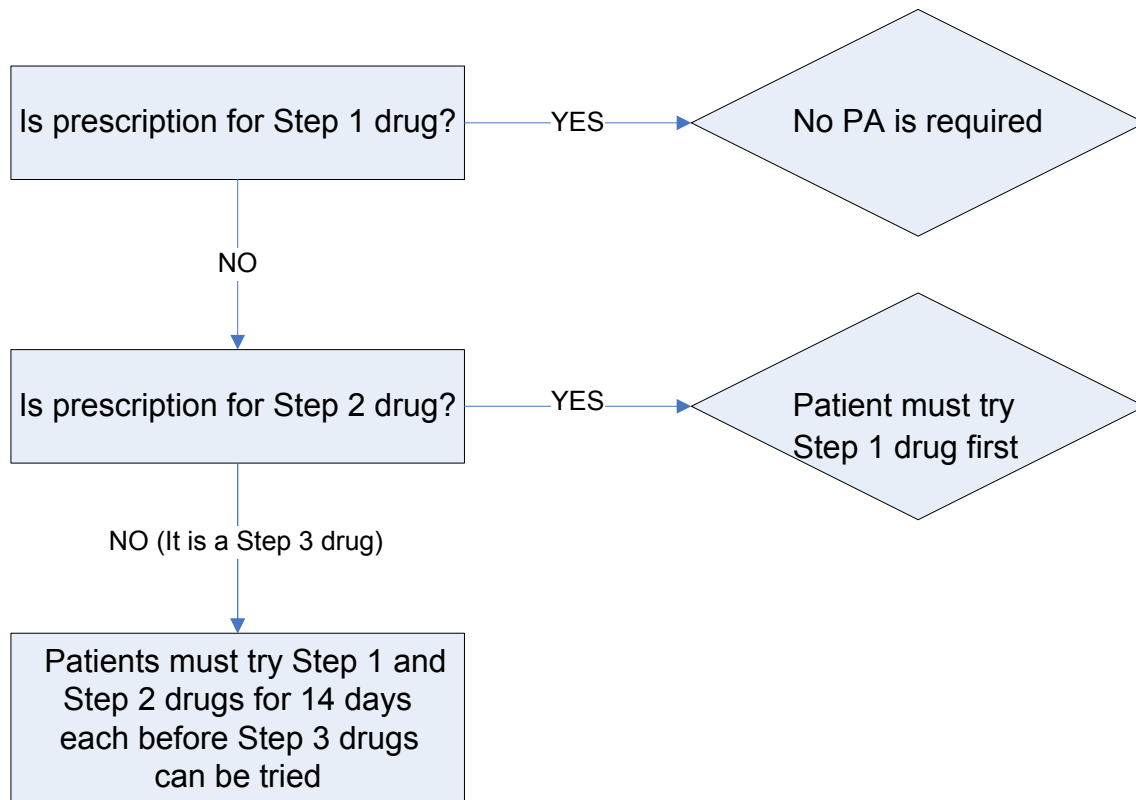 Is prescription for Step 1 drug?
YES
No PA is required
NO
Is prescription for Step 2 drug?
YES
Patient must try
Step 1 drug first
NO (It is a Step 3 drug)
Patients must try Step 1 and
Step 2 drugs for 14 days
each before Step 3 drugs
can be tried